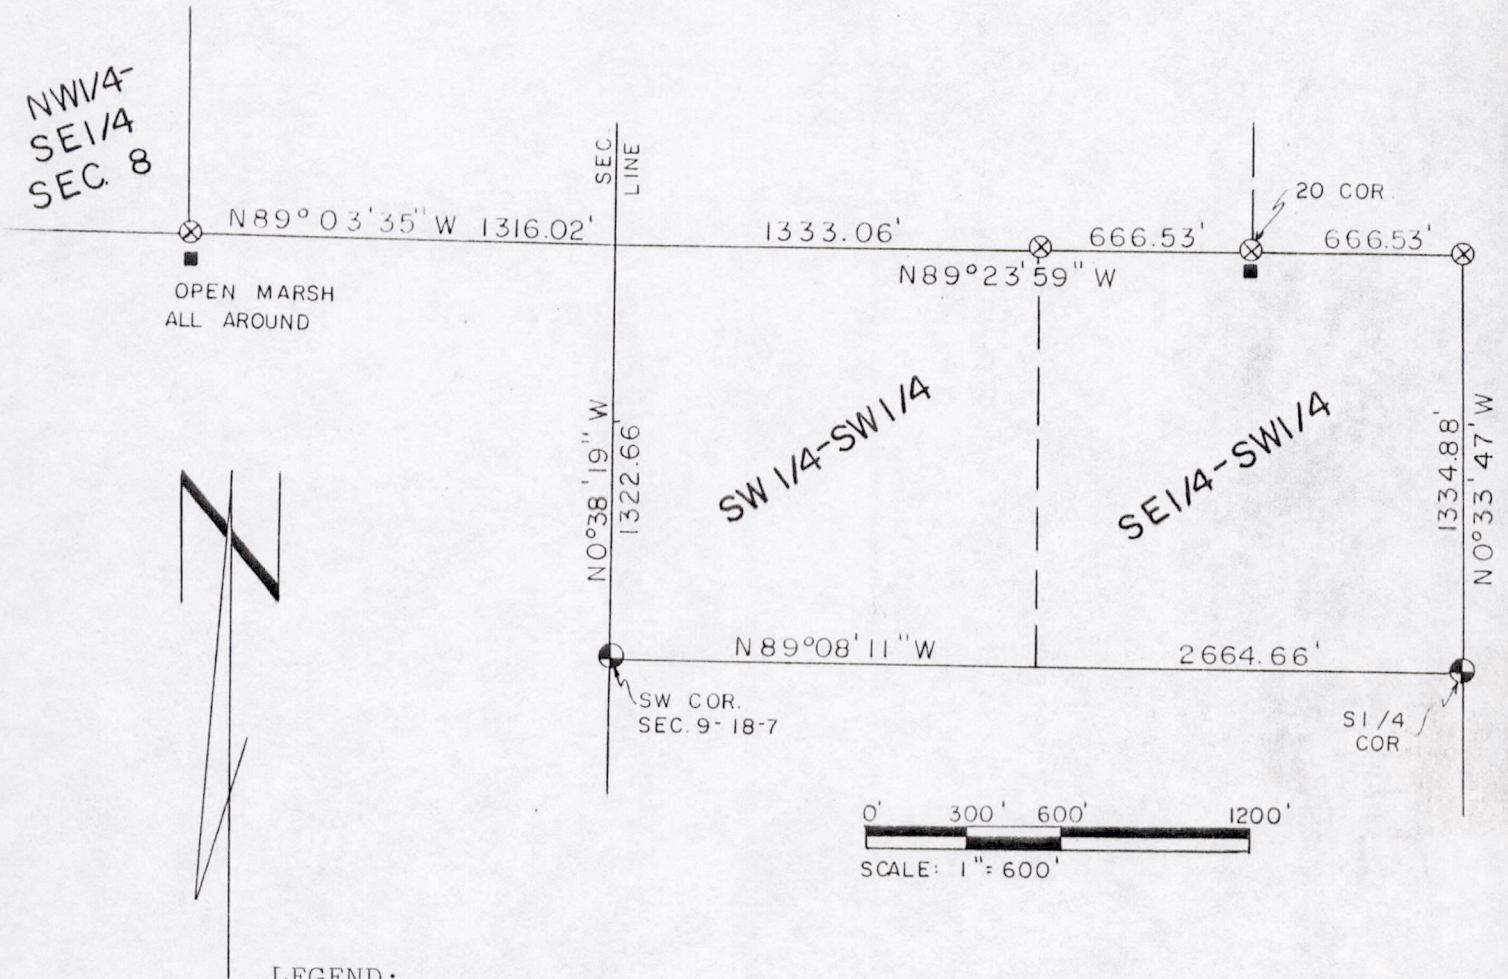 NW1/4-
SE1/4
SEC. 8
SEC.
LINE
20 COR.
N89°03'35" W 1316.02'
1333.06'
666.53'
666.53'
N89°23'59" W
OPEN MARSH
ALL AROUND
N0°38'19" W
1322.66'
SW 1/4-SW1/4
SE1/4-SW1/4
1334.88'
N0°33'47" W
N
N89°08'11" W
2664.66'
SW COR.
SEC. 9-18-7
S1/4
COR
0' 300' 600' 1200'
SCALE: 1"=600'
LEGEND: